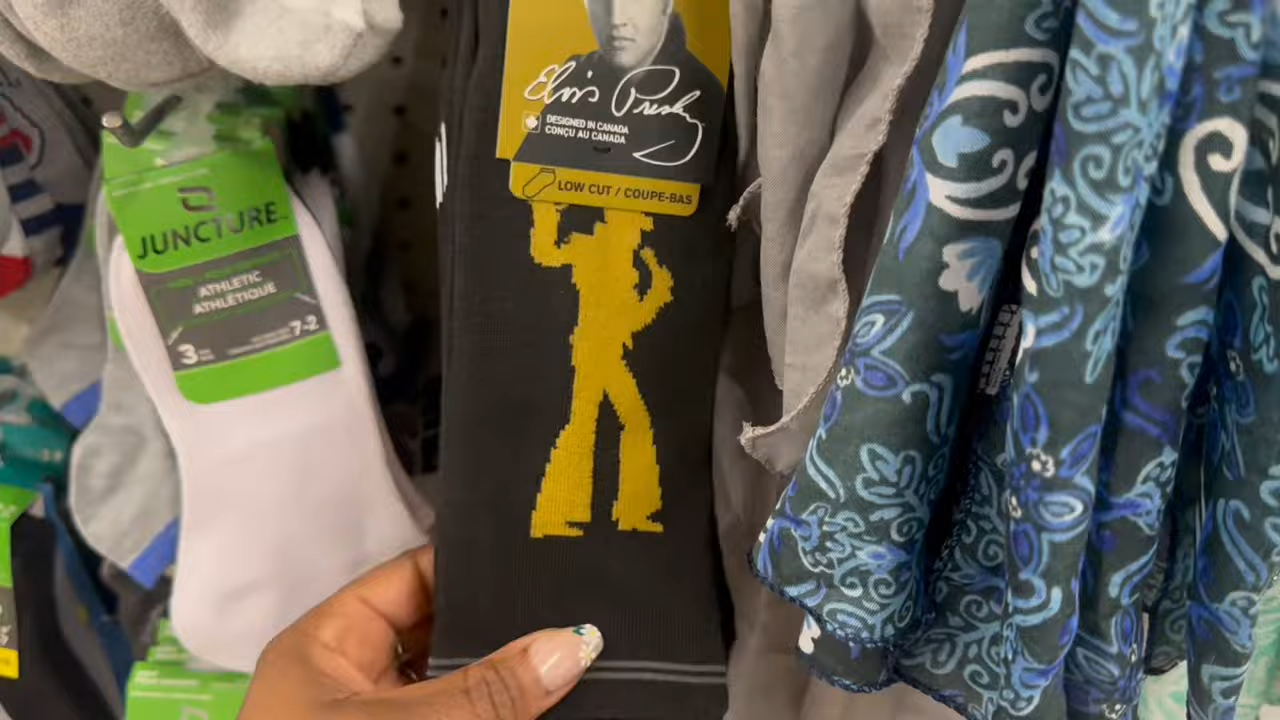 JUNCTURE
ATHLETIC
ATHLÉTIQUE
3
7-2
Elvis Presley
DESIGNED IN CANADA
CONÇU AU CANADA
LOW CUT / COUPE-BAS